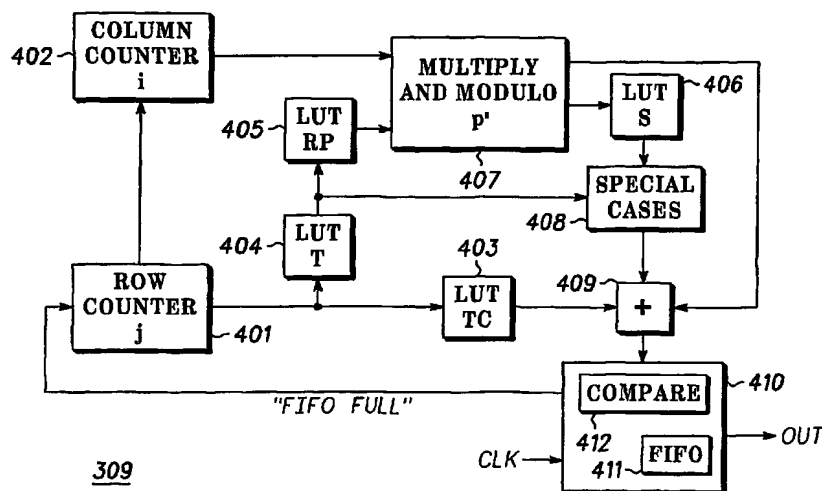 402
COLUMN
COUNTER
i
MULTIPLY
AND MODULO
p'
407
LUT
S
406
405
LUT
RP
SPECIAL
CASES
408
404
LUT
T
403
LUT
TC
409
+
ROW
COUNTER
j
401
"FIFO FULL"
COMPARE
412
410
FIFO
411
CLK
OUT
309